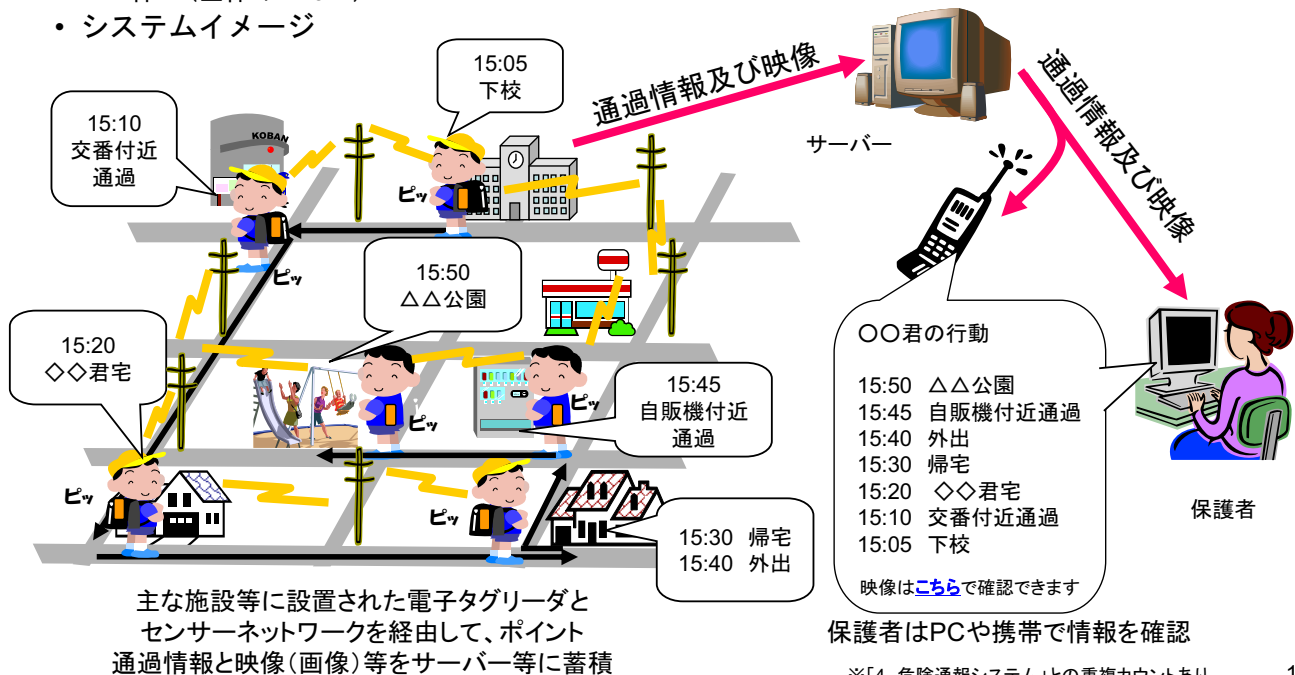 ・ システムイメージ
15:05
下校
15:10
交番付近
通過
KOBAN
ピッ
通過情報及び映像
サーバー
通過情報及び映像
ピッ
15:50
△△公園
15:20
◇◇君宅
ピッ
ピッ
15:45
自販機付近
通過
ピッ
ピッ
15:30 帰宅
15:40 外出
〇〇君の行動
15:50 △△公園
15:45 自販機付近通過
15:40 外出
15:30 帰宅
15:20 ◇◇君宅
15:10 交番付近通過
15:05 下校
映像はこちらで確認できます
保護者
主な施設等に設置された電子タグリーダと
センサーネットワークを経由して、ポイント
通過情報と映像（画像）等をサーバー等に蓄積
保護者はPCや携帯で情報を確認
1